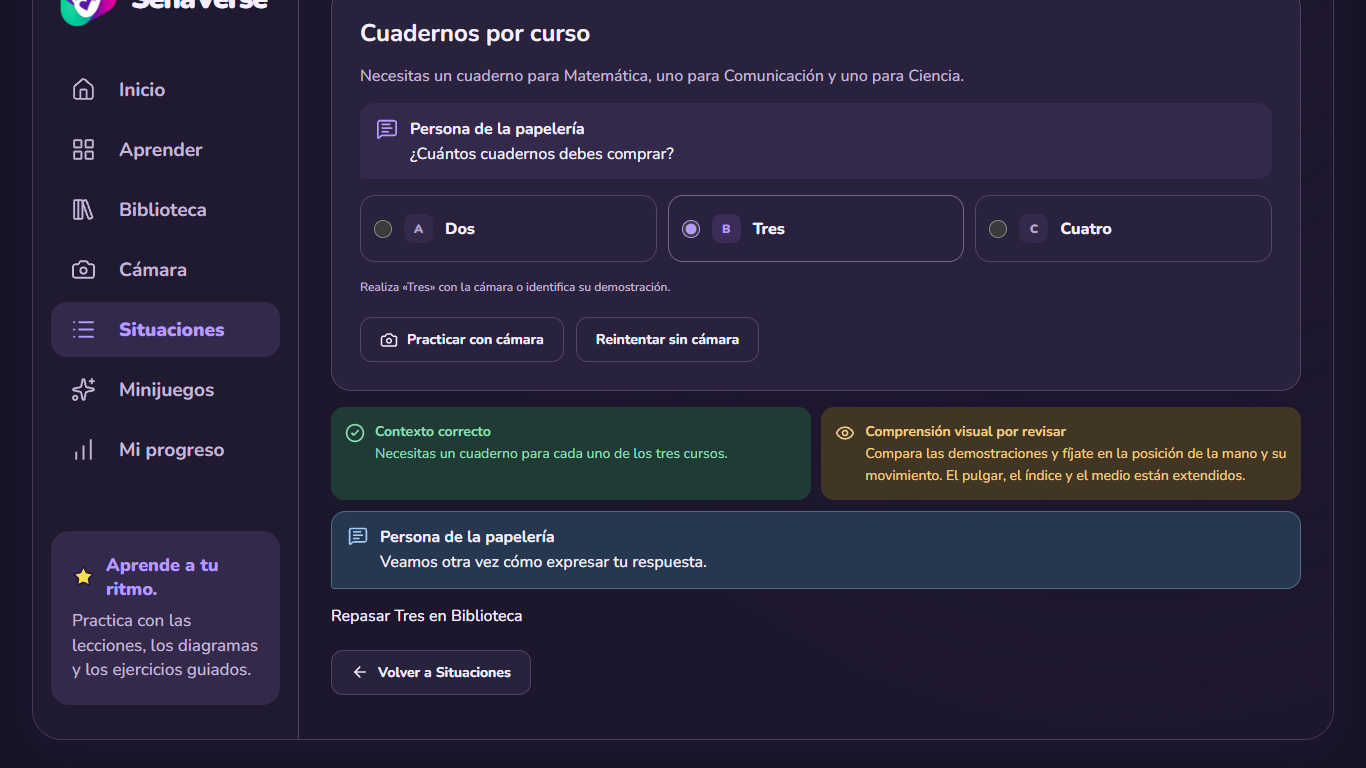 SeñaVerse
Inicio
Aprender
Biblioteca
Cámara
Situaciones
Minijuegos
Mi progreso
Aprende a tu
ritmo.
Practica con las
lecciones, los diagramas
y los ejercicios guiados.
Cuadernos por curso
Necesitas un cuaderno para Matemática, uno para Comunicación y uno para Ciencia.
Persona de la papelería
¿Cuántos cuadernos debes comprar?
A Dos
B Tres
C Cuatro
Realiza «Tres» con la cámara o identifica su demostración.
Practicar con cámara
Reintentar sin cámara
Contexto correcto
Necesitas un cuaderno para cada uno de los tres cursos.
Comprensión visual por revisar
Compara las demostraciones y fíjate en la posición de la mano y su
movimiento. El pulgar, el índice y el medio están extendidos.
Persona de la papelería
Veamos otra vez cómo expresar tu respuesta.
Repasar Tres en Biblioteca
Volver a Situaciones